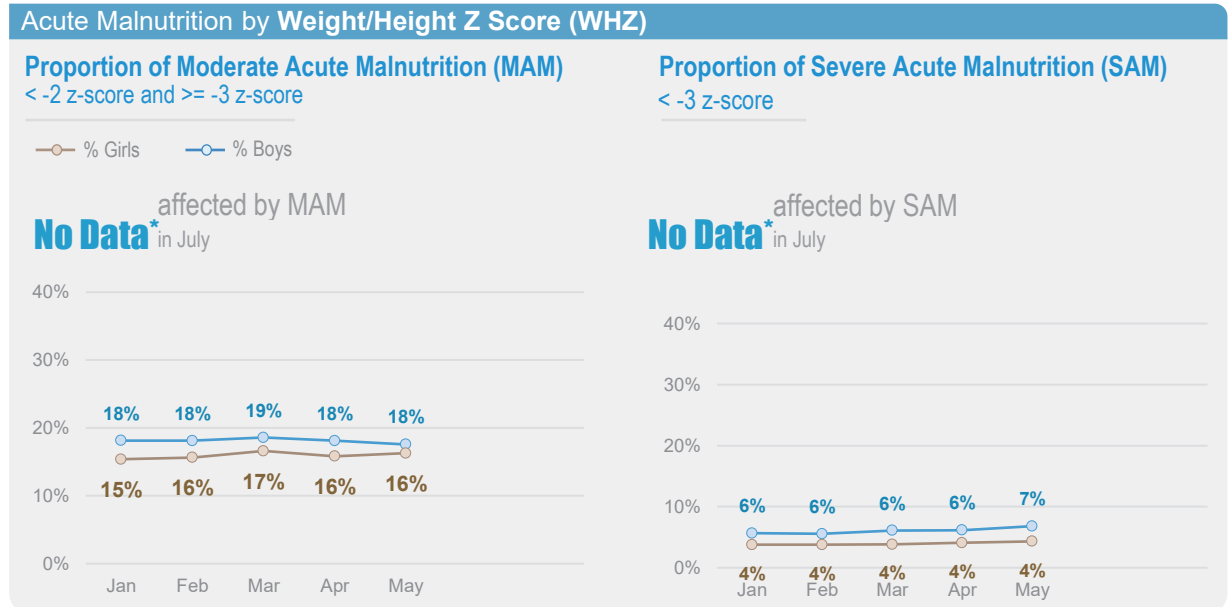 Acute Malnutrition by Weight/Height Z Score (WHZ)
Proportion of Moderate Acute Malnutrition (MAM)
< -2 z-score and >= -3 z-score
% Girls
% Boys
affected by MAM
No Data*
in July
40%
30%
20%
10%
0%
18%
18%
19%
18%
18%
15%
16%
17%
16%
16%
Jan
Feb
Mar
Apr
May
Proportion of Severe Acute Malnutrition (SAM)
< -3 z-score
affected by SAM
No Data*
in July
40%
30%
20%
10%
0%
6%
6%
6%
6%
7%
4%
4%
4%
4%
4%
Jan
Feb
Mar
Apr
May